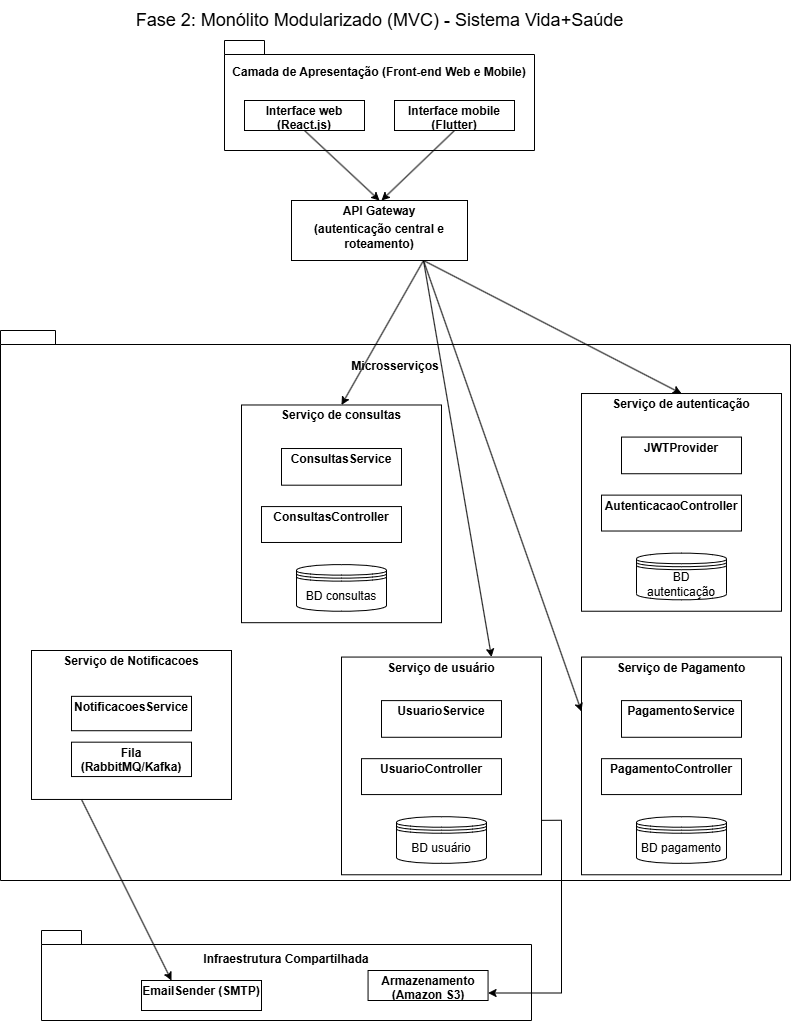 Fase 2: Monólito Modularizado (MVC) - Sistema Vida+Saúde
Camada de Apresentação (Front-end Web e Mobile)
Interface web
(React.js)
Interface mobile
(Flutter)
API Gateway
(autenticação central e
roteamento)
Microsserviços
Serviço de consultas
ConsultasService
ConsultasController
BD consultas
Serviço de autenticação
JWTProvider
AutenticacaoController
BD
autenticação
Serviço de Notificacoes
NotificacoesService
Fila
(RabbitMQ/Kafka)
Serviço de usuário
UsuarioService
UsuarioController
BD usuário
Serviço de Pagamento
PagamentoService
PagamentoController
BD pagamento
Infraestrutura Compartilhada
EmailSender (SMTP)
Armazenamento
(Amazon S3)